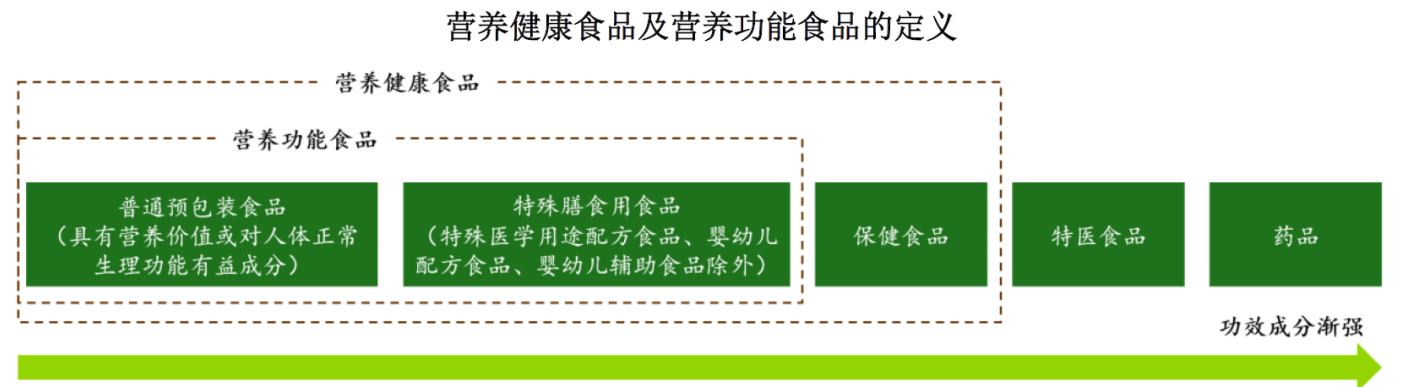 营养健康食品及营养功能食品的定义
营养健康食品
营养功能食品
普通预包装食品
（具有营养价值或对人体正常
生理功能有益成分）
特殊膳食用食品
（特殊医学用途配方食品、婴幼儿
配方食品、婴幼儿辅助食品除外）
保健食品
特医食品
药品
功效成分渐强